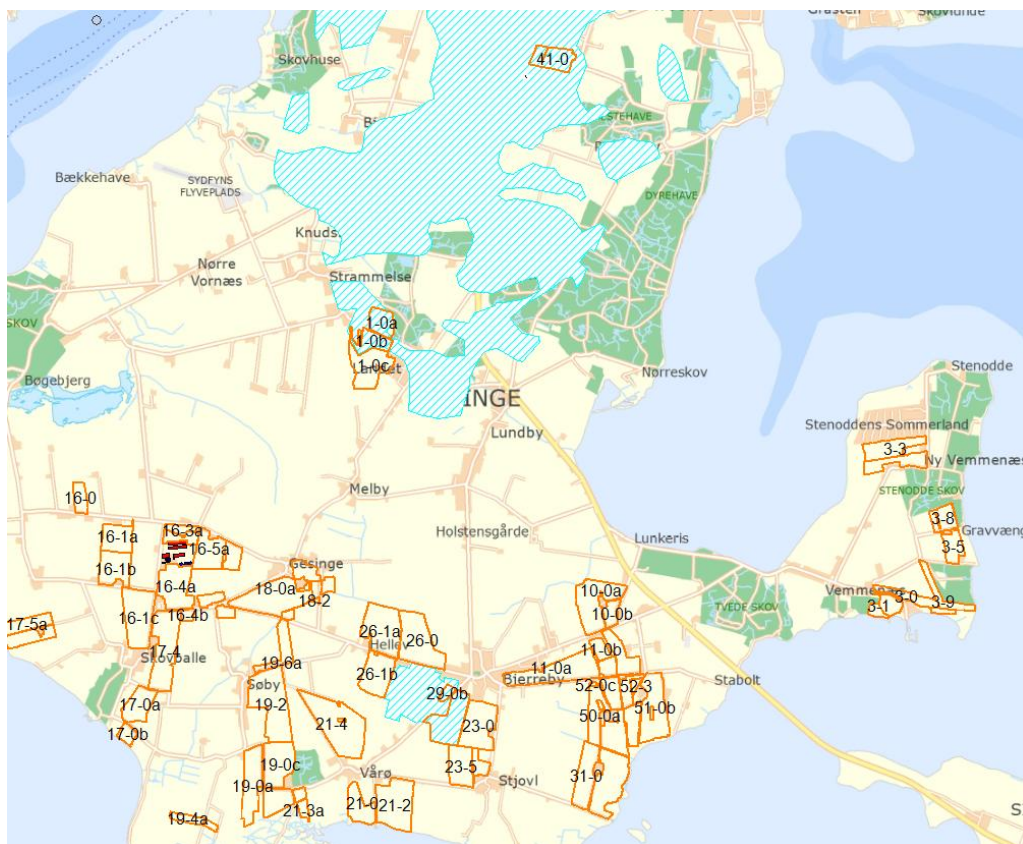 Skovhuse
41-0
DYREHAVE
Bækkehave
SYDFYNS
FLYVEPLADS
Nørre
Vornæs
Strammelse
SKOV
1-0a
1-0b
1-0c
Bøgebjerg
INGE
Lundby
Nørreskov
Stenodde
Stenoddens Sommerland
3-3
Ny Vemmenæs
STENODDE SKOV
3-8
3-5
Melby
Holstensgårde
Lunkeris
16-0
16-3a
16-1a
16-5a
16-1b
16-4a
16-4b
16-1c
Gesinge
18-0a
18-2
10-0a
10-0b
TVEDE SKOV
3-1
3-0
3-9
17-5a
17-4
Skovballe
26-1a
26-0
26-1b
11-0b
11-0a
Bjerreby
52-0c
52-3
Stabolt
19-6a
Søby
19-2
29-0b
51-0b
50-0a
17-0a
17-0b
21-4
23-0
19-0c
19-0a
Vårø
23-5
Stjovl
31-0
21-3a
21-0
21-2
19-4a